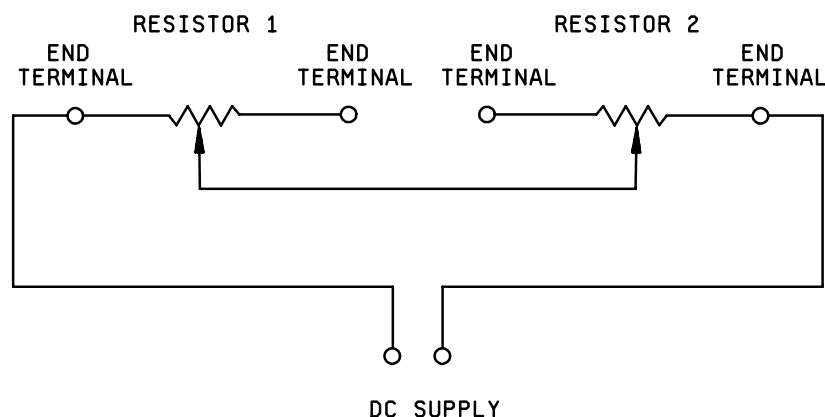 RESISTOR 1
RESISTOR 2
END
TERMINAL
END
TERMINAL
END
TERMINAL
END
TERMINAL
DC SUPPLY